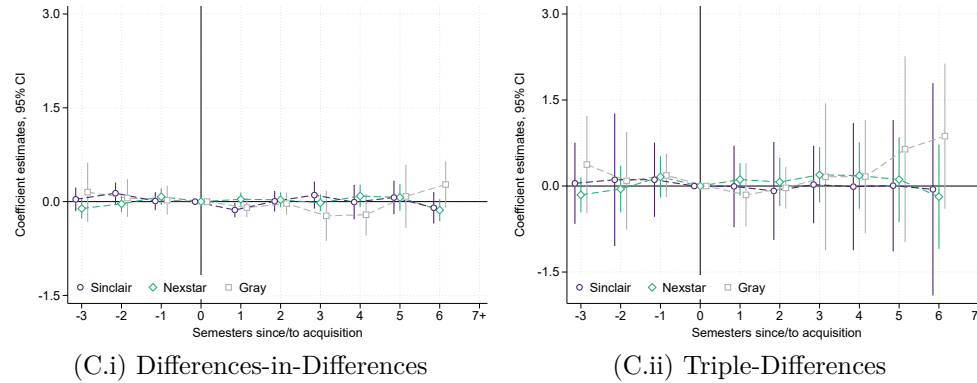 3.0
1.5
0.0
-1.5
Coefficient estimates, 95% CI
Sinclair
Nexstar
Gray
-3 -2 -1 0 1 2 3 4 5 6 7+
Semesters since/to acquisition
(C.i) Differences-in-Differences
3.0
1.5
0.0
-1.5
Coefficient estimates, 95% CI
Sinclair
Nexstar
Gray
-3 -2 -1 0 1 2 3 4 5 6 7
Semesters since/to acquisition
(C.ii) Triple-Differences